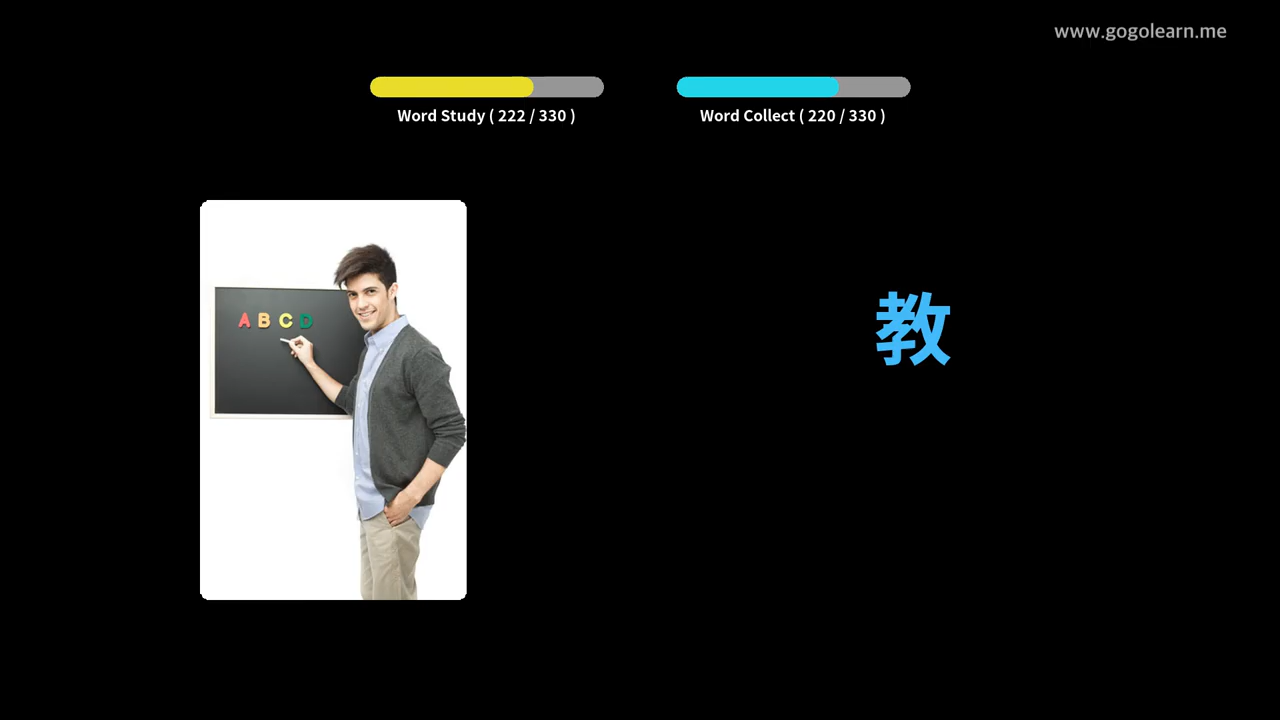 www.gogolearn.me
Word Study ( 222 / 330 )
Word Collect ( 220 / 330 )
A B C D
教